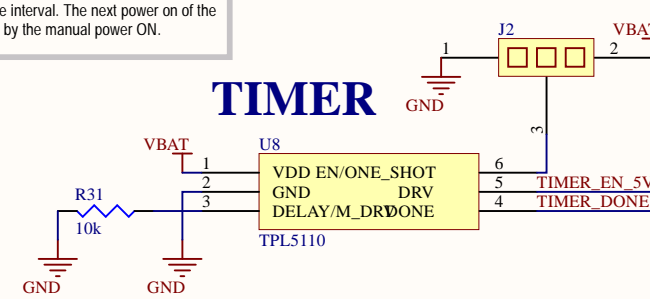 e interval. The next power on of the
by the manual power ON.
TIMER
J2
1
2
VBAT
GND
3
VBAT
U8
1
VDD
EN/ONE_SHOT
6
2
GND
DRV
5
TIMER_EN_5V
R31
3
DELAY/M_DRV
DONE
4
TIMER_DONE
10k
TPL5110
GND
GND